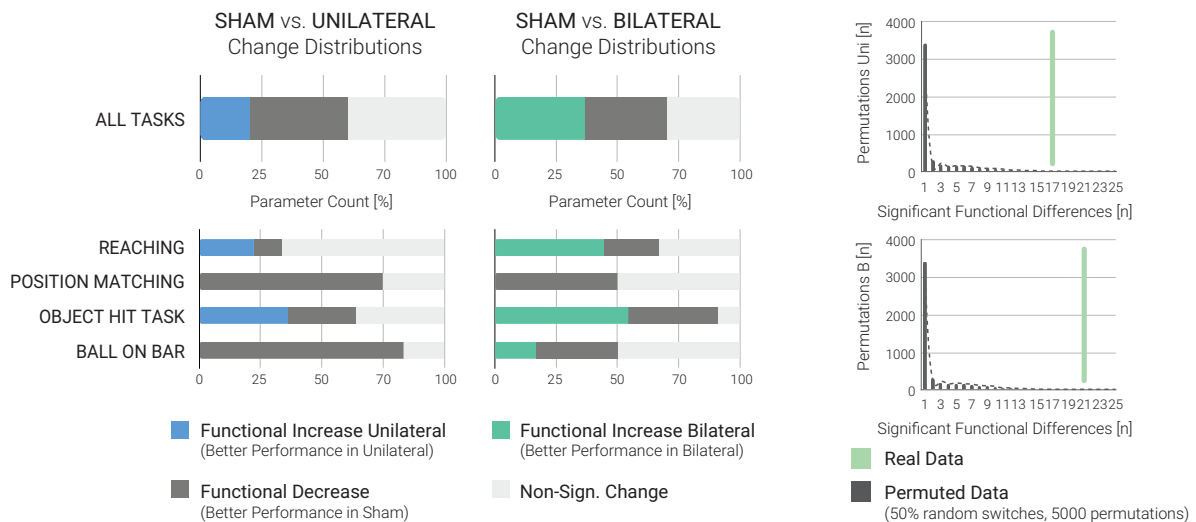 SHAM vs. UNILATERAL
Change Distributions
ALL TASKS
0 25 50 70 100
Parameter Count [%]
SHAM vs. BILATERAL
Change Distributions
0 25 50 70 100
Parameter Count [%]
REACHING
POSITION MATCHING
OBJECT HIT TASK
BALL ON BAR
0 25 50 70 100
0 25 50 70 100
Functional Increase Unilateral
(Better Performance in Unilateral)
Functional Decrease
(Better Performance in Sham)
Functional Increase Bilateral
(Better Performance in Bilateral)
Non-Sign. Change
Permutations Uni [n]
4000
3000
2000
1000
0
1 3 5 7 9 11 13 15 17 19 21 23 25
Significant Functional Differences [n]
Permutations B [n]
4000
3000
2000
1000
0
1 3 5 7 9 11 13 15 17 19 21 23 25
Significant Functional Differences [n]
Real Data
Permuted Data
(50% random switches, 5000 permutations)